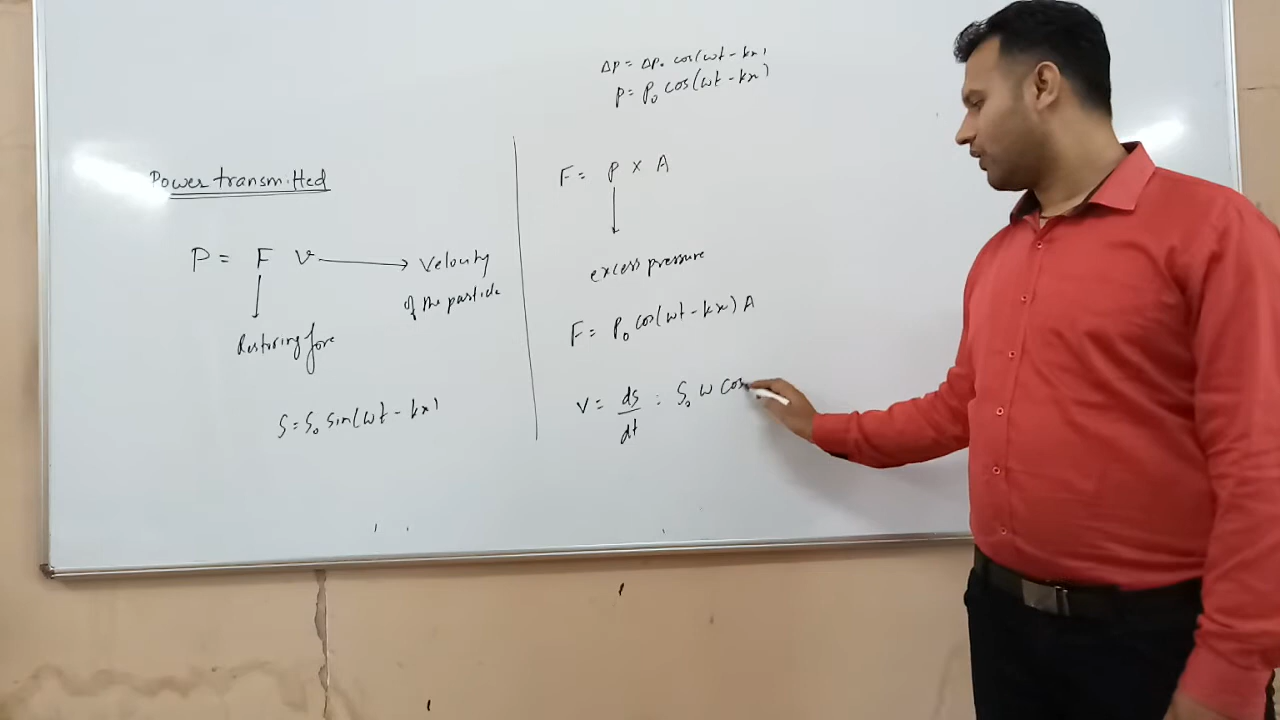 Δp = Δp₀ cos(ωt - kx)
p = p₀ cos(ωt - kx)
Power transmitted
P = F v → Velocity
of the particle
Restoring fore
S = S₀ sin(ωt - kx)
F = p × A
excess pressure
F = p₀ cos(ωt - kx) A
v = ds/dt = S₀ ω cos